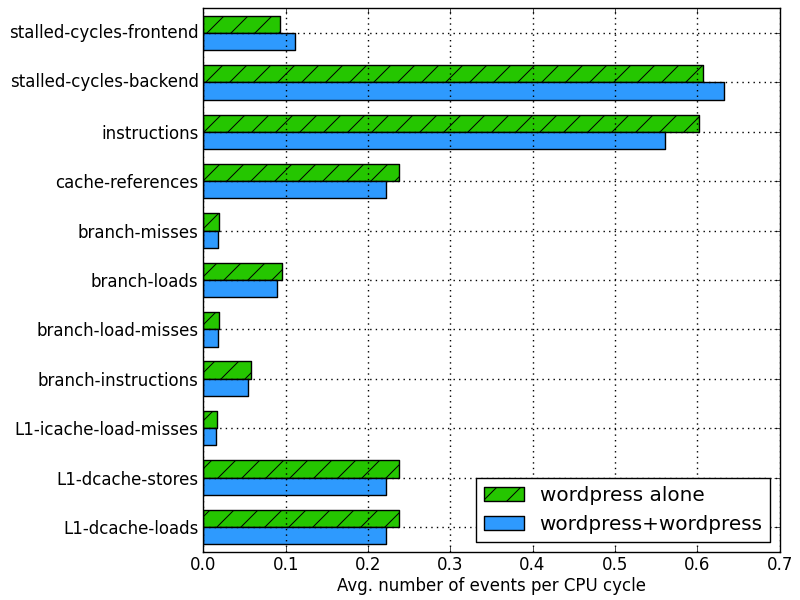 stalled-cycles-frontend
stalled-cycles-backend
instructions
cache-references
branch-misses
branch-loads
branch-load-misses
branch-instructions
L1-icache-load-misses
L1-dcache-stores
L1-dcache-loads
wordpress alone
wordpress+wordpress
0.0 0.1 0.2 0.3 0.4 0.5 0.6 0.7
Avg. number of events per CPU cycle